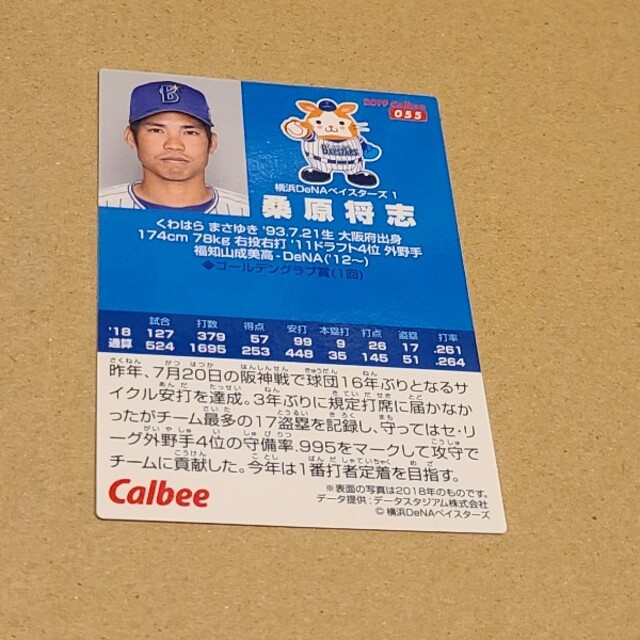 2019 Calbee
055
B
BAYSTARS
横浜DeNAベイスターズ 1
桑原将志
くわはら まさゆき '93.7.21生 大阪府出身
174cm 78kg 右投右打 '11ドラフト4位 外野手
福知山成美高-DeNA('12～)
◆ゴールデングラブ賞(1回)
試合 打数 得点 安打 本塁打 打点 盗塁 打率
'18 127 379 57 99 9 26 17 .261
通算 524 1695 253 448 35 145 51 .264
昨年、7月20日の阪神戦で球団16年ぶりとなるサ
イクル安打を達成。3年ぶりに規定打席に届かなか
ったがチーム最多の17盗塁を記録し、守ってはセ・リ
ーグ外野手4位の守備率.995をマークして攻守で
チームに貢献した。今年は1番打者定着を目指す。
Calbee
※表面の写真は2018年のものです。
データ提供:データスタジアム株式会社
© 横浜DeNAベイスターズ